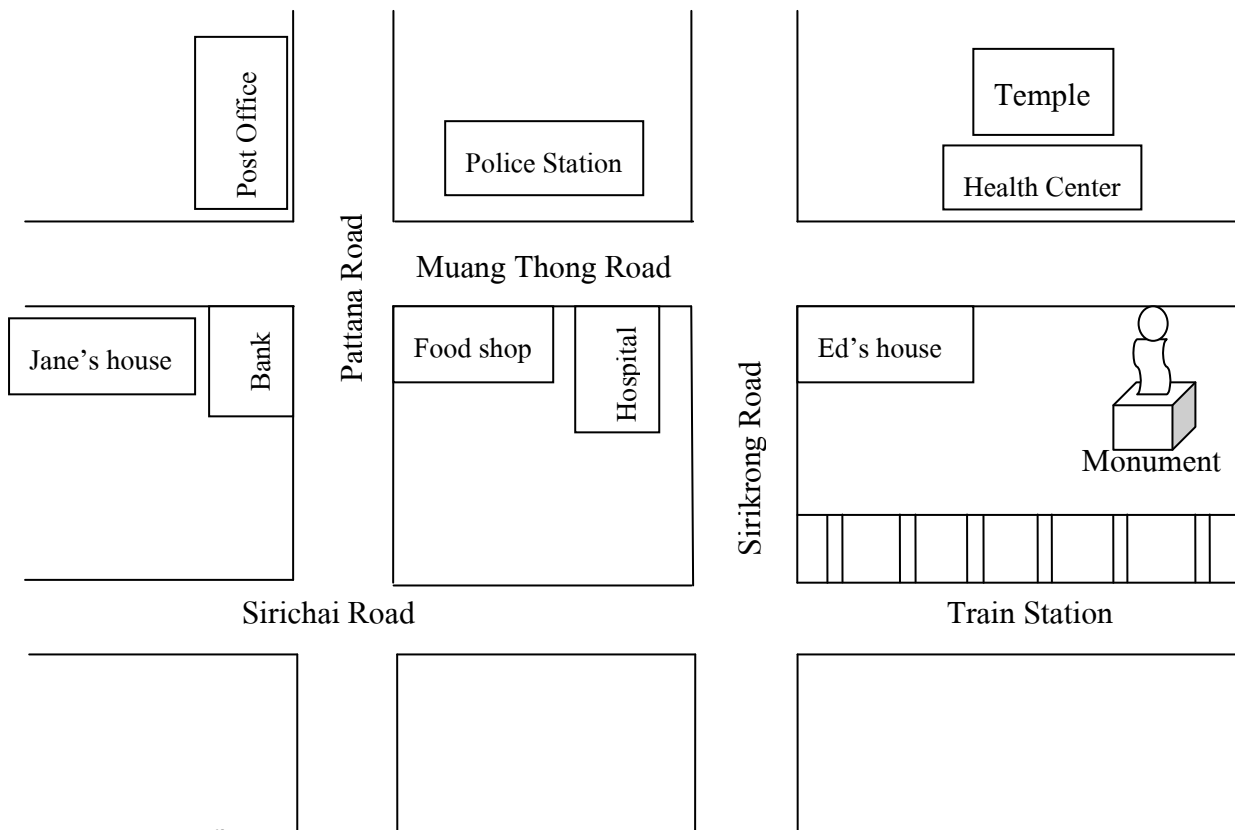 Post Office
Temple
Police Station
Health Center
Pattana Road
Muang Thong Road
Jane’s house
Bank
Food shop
Hospital
Sirikrong Road
Ed’s house
Monument
Sirichai Road
Train Station